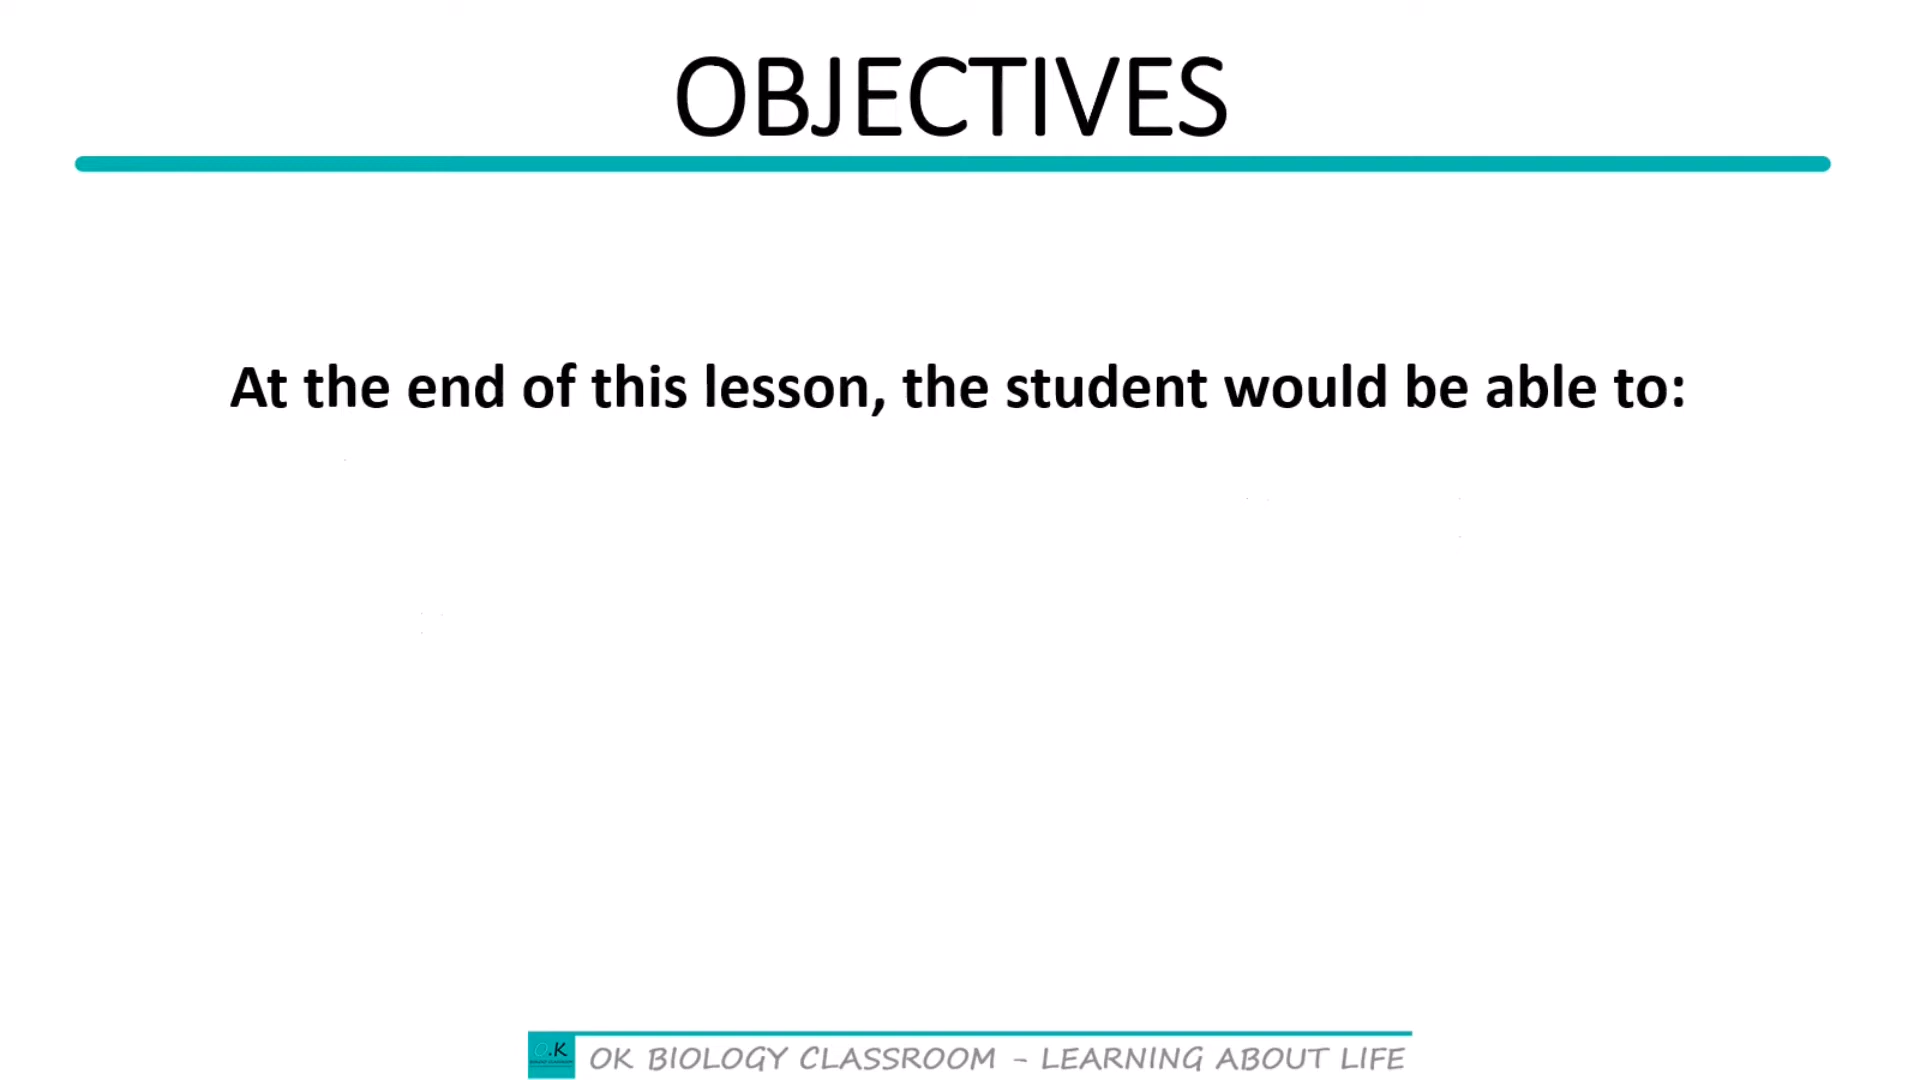 OBJECTIVES
At the end of this lesson, the student would be able to:
O.K
OK BIOLOGY CLASSROOM - LEARNING ABOUT LIFE